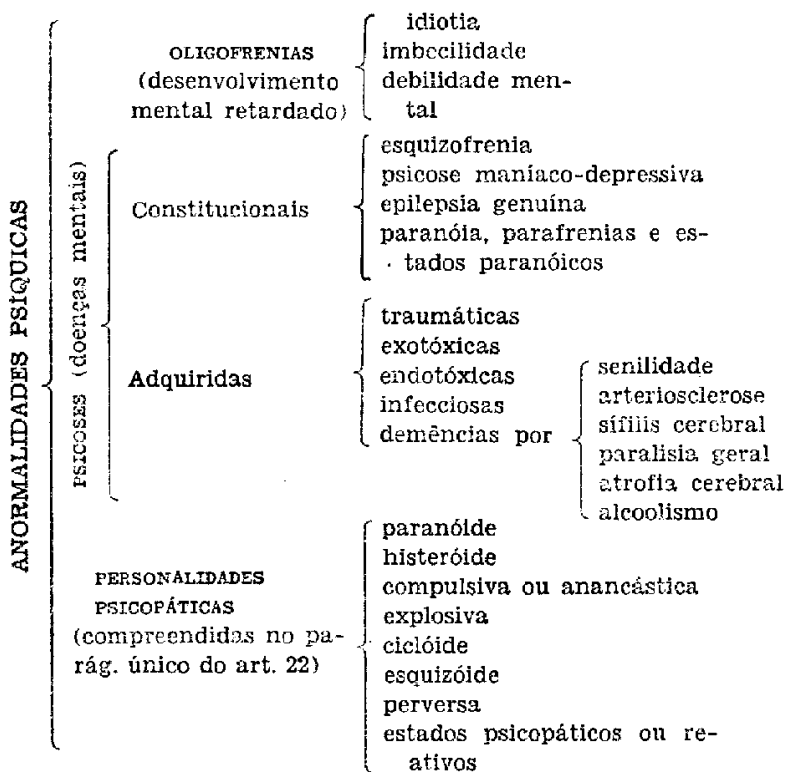 ANORMALIDADES PSIQUICAS
OLIGOFRENIAS
(desenvolvimento
mental retardado)
idiotia
imbecilidade
debilidade men-
tal
PSICOSES (doenças mentais)
Constitucionais
esquizofrenia
psicose maníaco-depressiva
epilepsia genuína
paranóia, parafrenias e es-
tados paranóicos
Adquiridas
traumáticas
exotóxicas
endotóxicas
infecciosas
demências por
senilidade
arteriosclerose
sífilis cerebral
paralisia geral
atrofia cerebral
alcoolismo
PERSONALIDADES
PSICOPÁTICAS
(compreendidas no pa-
rág. único do art. 22)
paranóide
histeróide
compulsiva ou anancástica
explosiva
ciclóide
esquizóide
perversa
estados psicopáticos ou re-
ativos